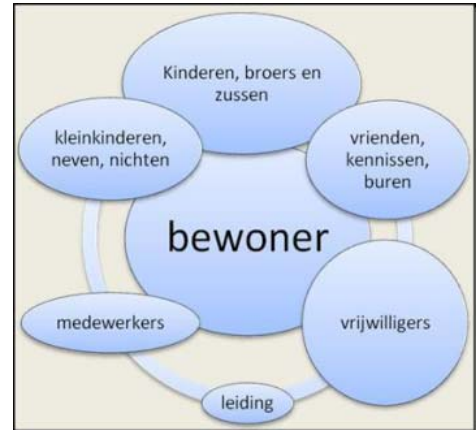 Kinderen, broers en
zussen
kleinkinderen,
neven, nichten
vrienden,
kennissen,
buren
bewoner
medewerkers
vrijwilligers
leiding